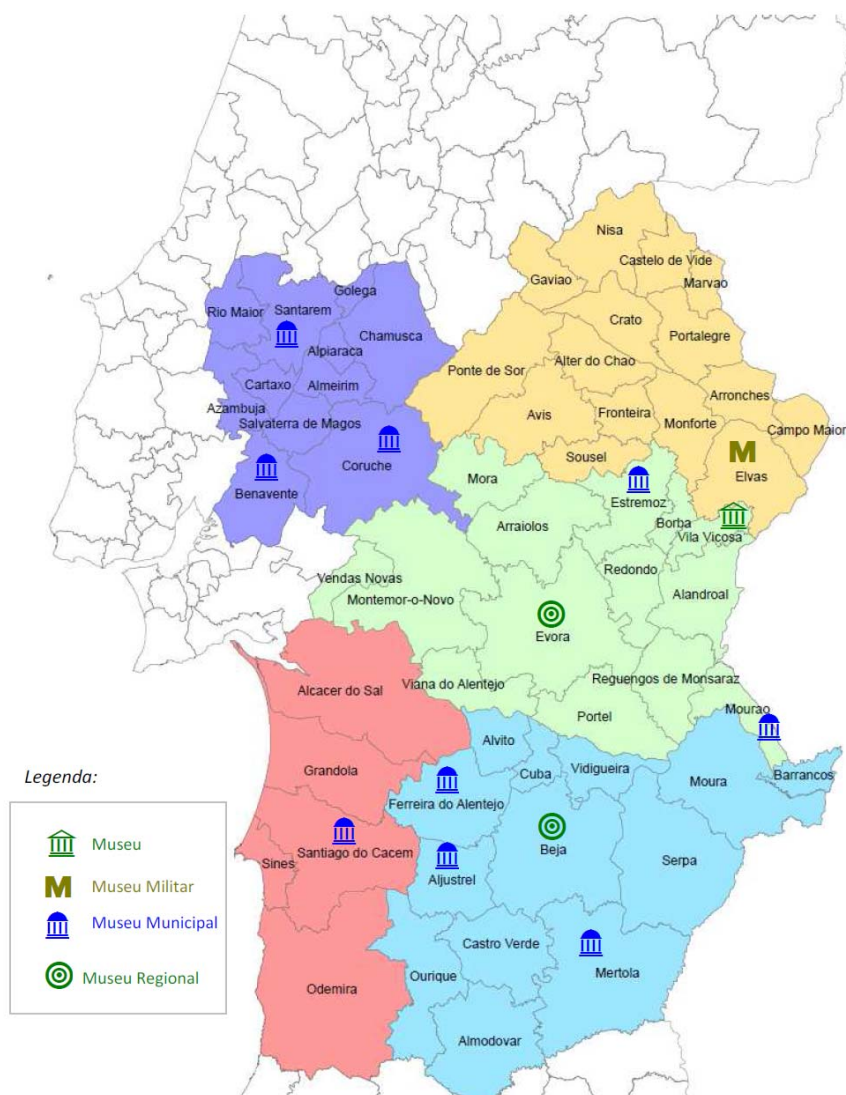 Nisa
Castelo de Vide
Gaviao
Marvao
Golega
Rio Maior
Santarem
Crato
Chamusca
Portalegre
Alpiaraca
Alter do Chao
Ponte de Sor
Cartaxo
Almeirim
Arronches
Azambuja
Avis
Fronteira
Monforte
Salvaterra de Magos
Campo Maior
Sousel
M
Coruche
Elvas
Mora
Benavente
Estremoz
Arraiolos
Borba
Vila Vicosa
Redondo
Vendas Novas
Alandroal
Montemor-o-Novo
Evora
Reguengos de Monsaraz
Viana do Alentejo
Alcacer do Sal
Mourao
Portel
Alvito
Grandola
Cuba
Vidigueira
Moura
Barrancos
Ferreira do Alentejo
Beja
Santiago do Cacem
Serpa
Sines
Aljustrel
Castro Verde
Mertola
Ourique
Odemira
Almodovar
Legenda:
Museu
M Museu Militar
Museu Municipal
Museu Regional